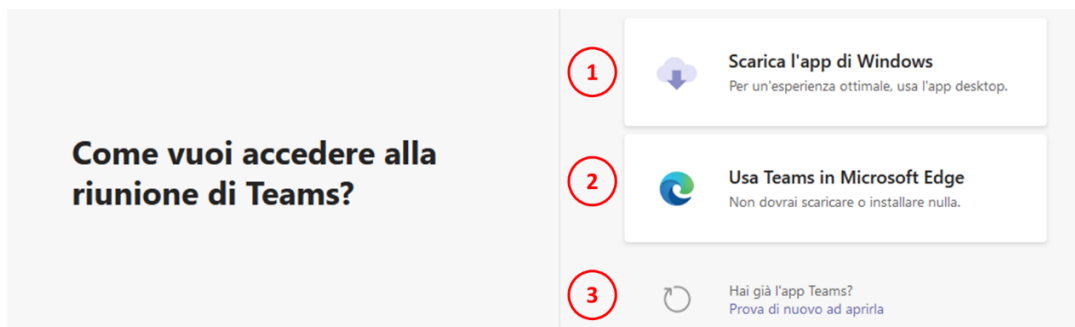 Come vuoi accedere alla
riunione di Teams?
1
Scarica l'app di Windows
Per un'esperienza ottimale, usa l'app desktop.
2
Usa Teams in Microsoft Edge
Non dovrai scaricare o installare nulla.
3
Hai già l'app Teams?
Prova di nuovo ad aprirla